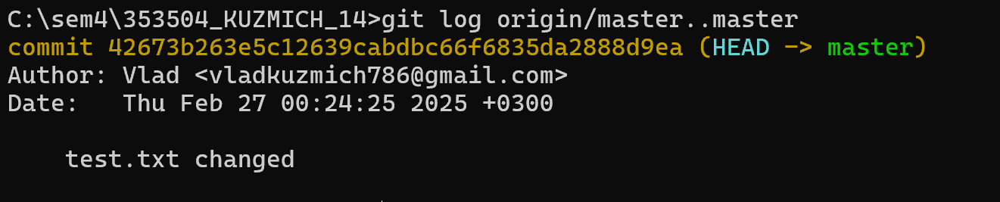 C:\sem4\353504_KUZMICH_14>git log origin/master..master
commit 42673b263e5c12639cabdbc66f6835da2888d9ea (HEAD -> master)
Author: Vlad <vladkuzmich786@gmail.com>
Date:   Thu Feb 27 00:24:25 2025 +0300
    test.txt changed